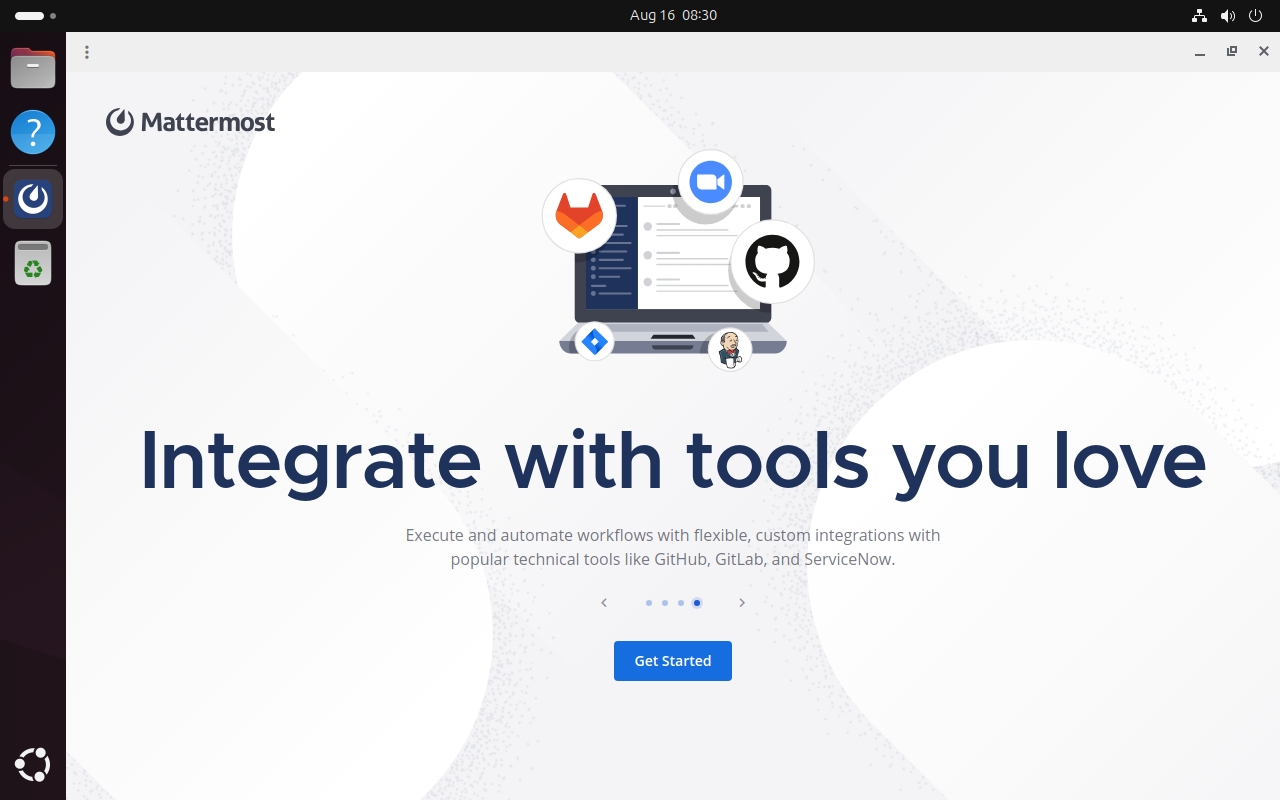 Aug 16 08:30
Mattermost
Integrate with tools you love
Execute and automate workflows with flexible, custom integrations with
popular technical tools like GitHub, GitLab, and ServiceNow.
Get Started